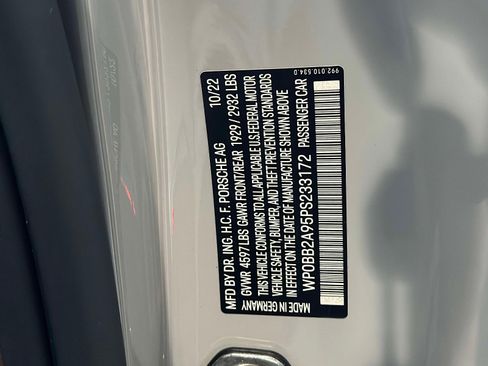 992.010.534.0
MFD BY DR. ING. H.C. F. PORSCHE AG 10/22
GVWR 4597LBS GAWR FRONT/REAR 1929 / 2932 LBS
THIS VEHICLE CONFORMS TO ALL APPLICABLE U.S. FEDERAL MOTOR
VEHICLE SAFETY, BUMPER, AND THEFT PREVENTION STANDARDS
IN EFFECT ON THE DATE OF MANUFACTURE SHOWN ABOVE
WP0BB2A95PS233172 PASSENGER CAR
MADE IN GERMANY